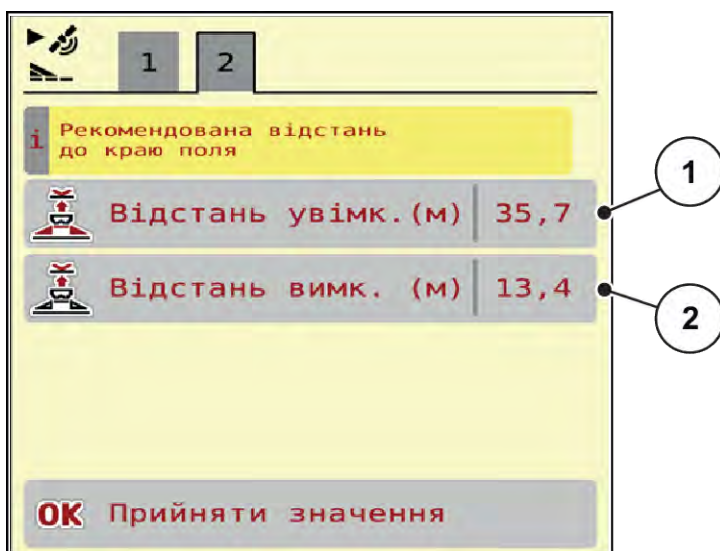 1 2
i Рекомендована відстань
до краю поля
Відстань увімк.(м) 35,7
1
Відстань вимк. (м) 13,4
2
OK Прийняти значення